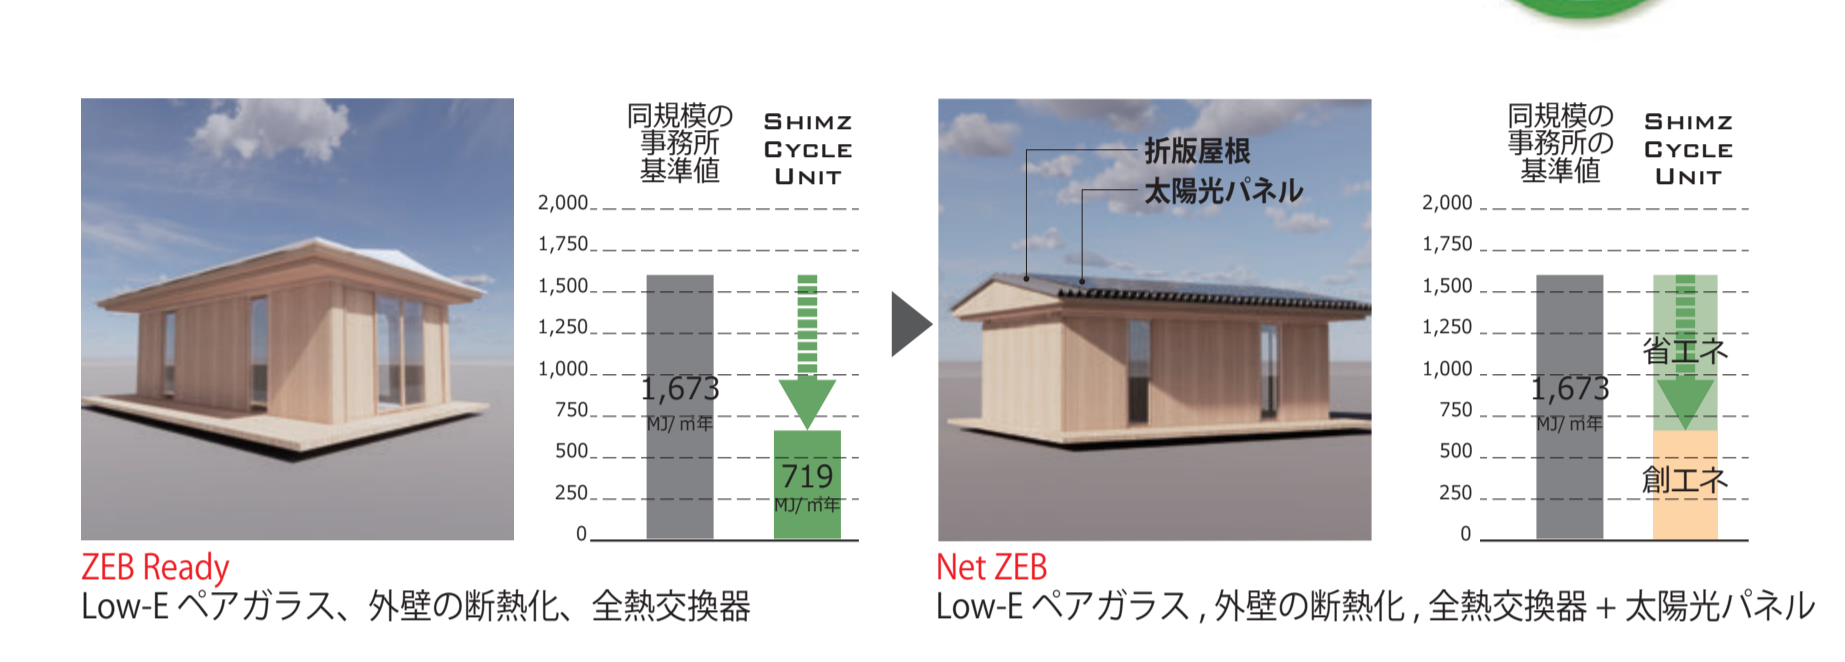 同規模の
事務所
基準値
SHIMZ
CYCLE
UNIT
2,000
1,750
1,500
1,250
1,000
750
500
250
0
1,673
MJ/㎡年
719
MJ/㎡年
ZEB Ready
Low-E ペアガラス、外壁の断熱化、全熱交換器
折版屋根
太陽光パネル
同規模の
事務所の
基準値
SHIMZ
CYCLE
UNIT
2,000
1,750
1,500
1,250
1,000
750
500
250
0
1,673
MJ/㎡年
省エネ
創エネ
Net ZEB
Low-E ペアガラス , 外壁の断熱化 , 全熱交換器 + 太陽光パネル